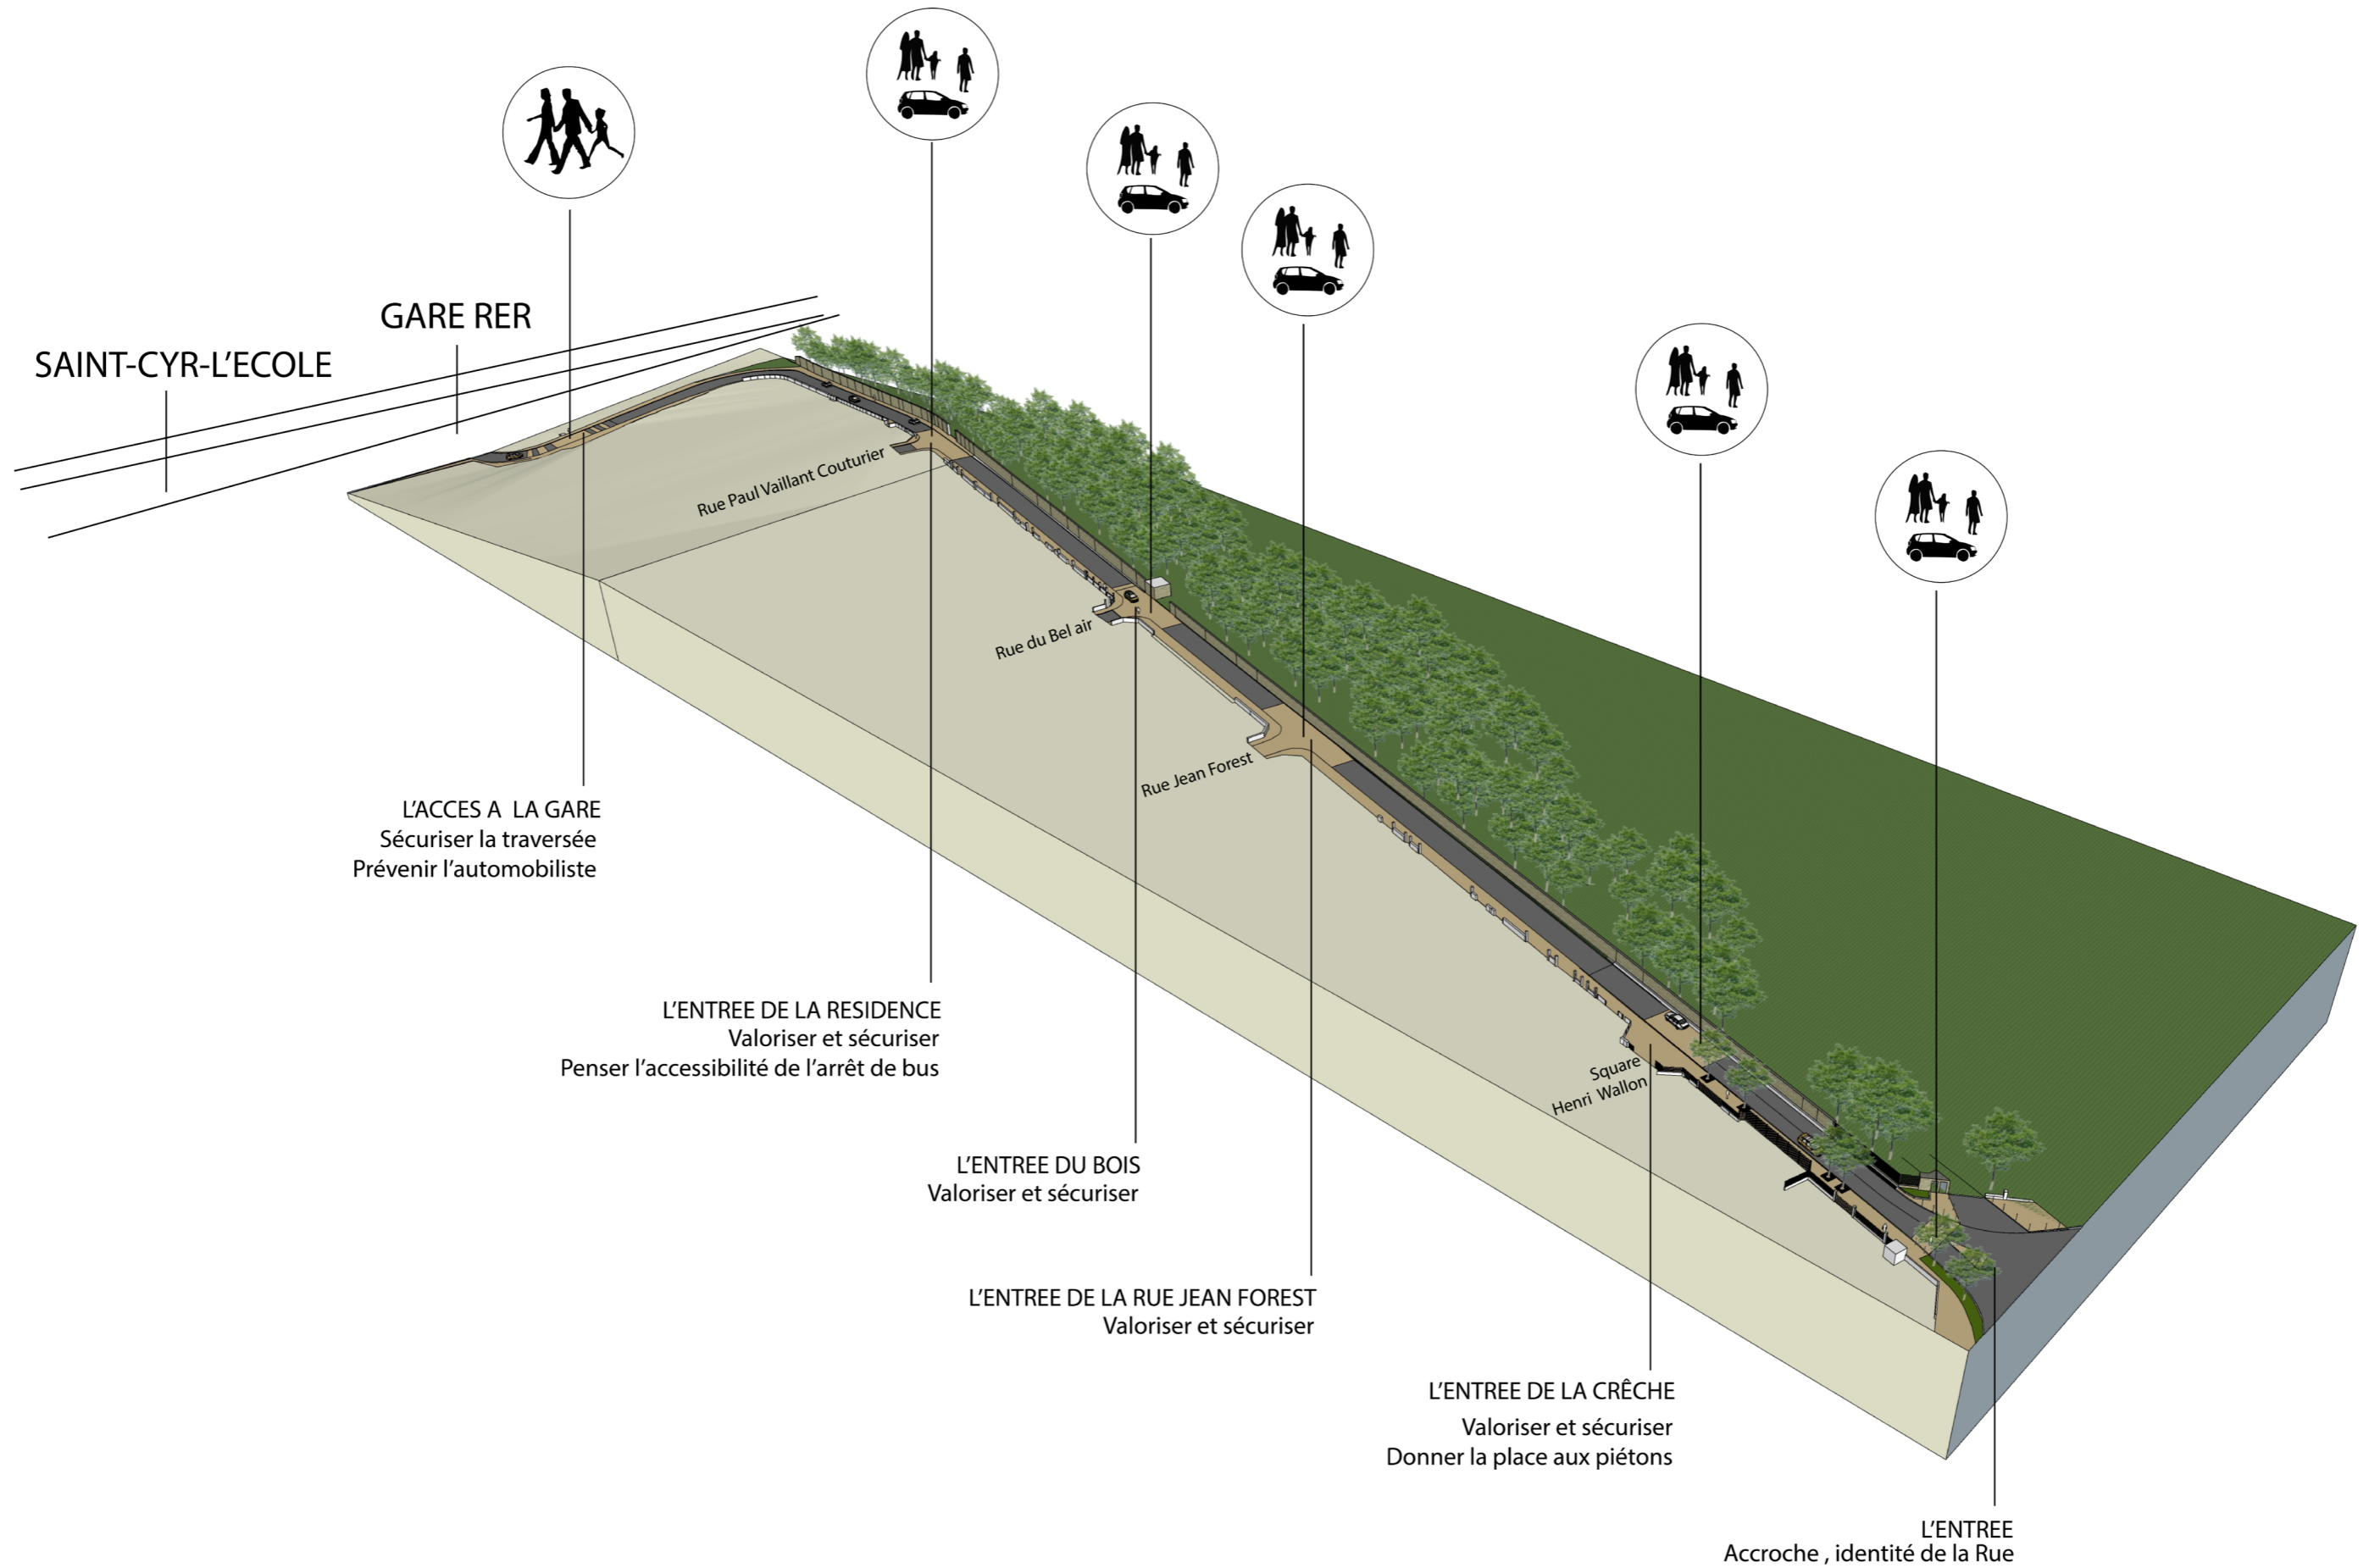 GARE RER
SAINT-CYR-L'ECOLE
Rue Paul Vaillant Couturier
Rue du Bel air
Rue Jean Forest
Square
Henri Wallon
L'ACCES A LA GARE
Sécuriser la traversée
Prévenir l'automobiliste
L'ENTREE DE LA RESIDENCE
Valoriser et sécuriser
Penser l'accessibilité de l'arrêt de bus
L'ENTREE DU BOIS
Valoriser et sécuriser
L'ENTREE DE LA RUE JEAN FOREST
Valoriser et sécuriser
L'ENTREE DE LA CRÊCHE
Valoriser et sécuriser
Donner la place aux piétons
L'ENTREE
Accroche , identité de la Rue